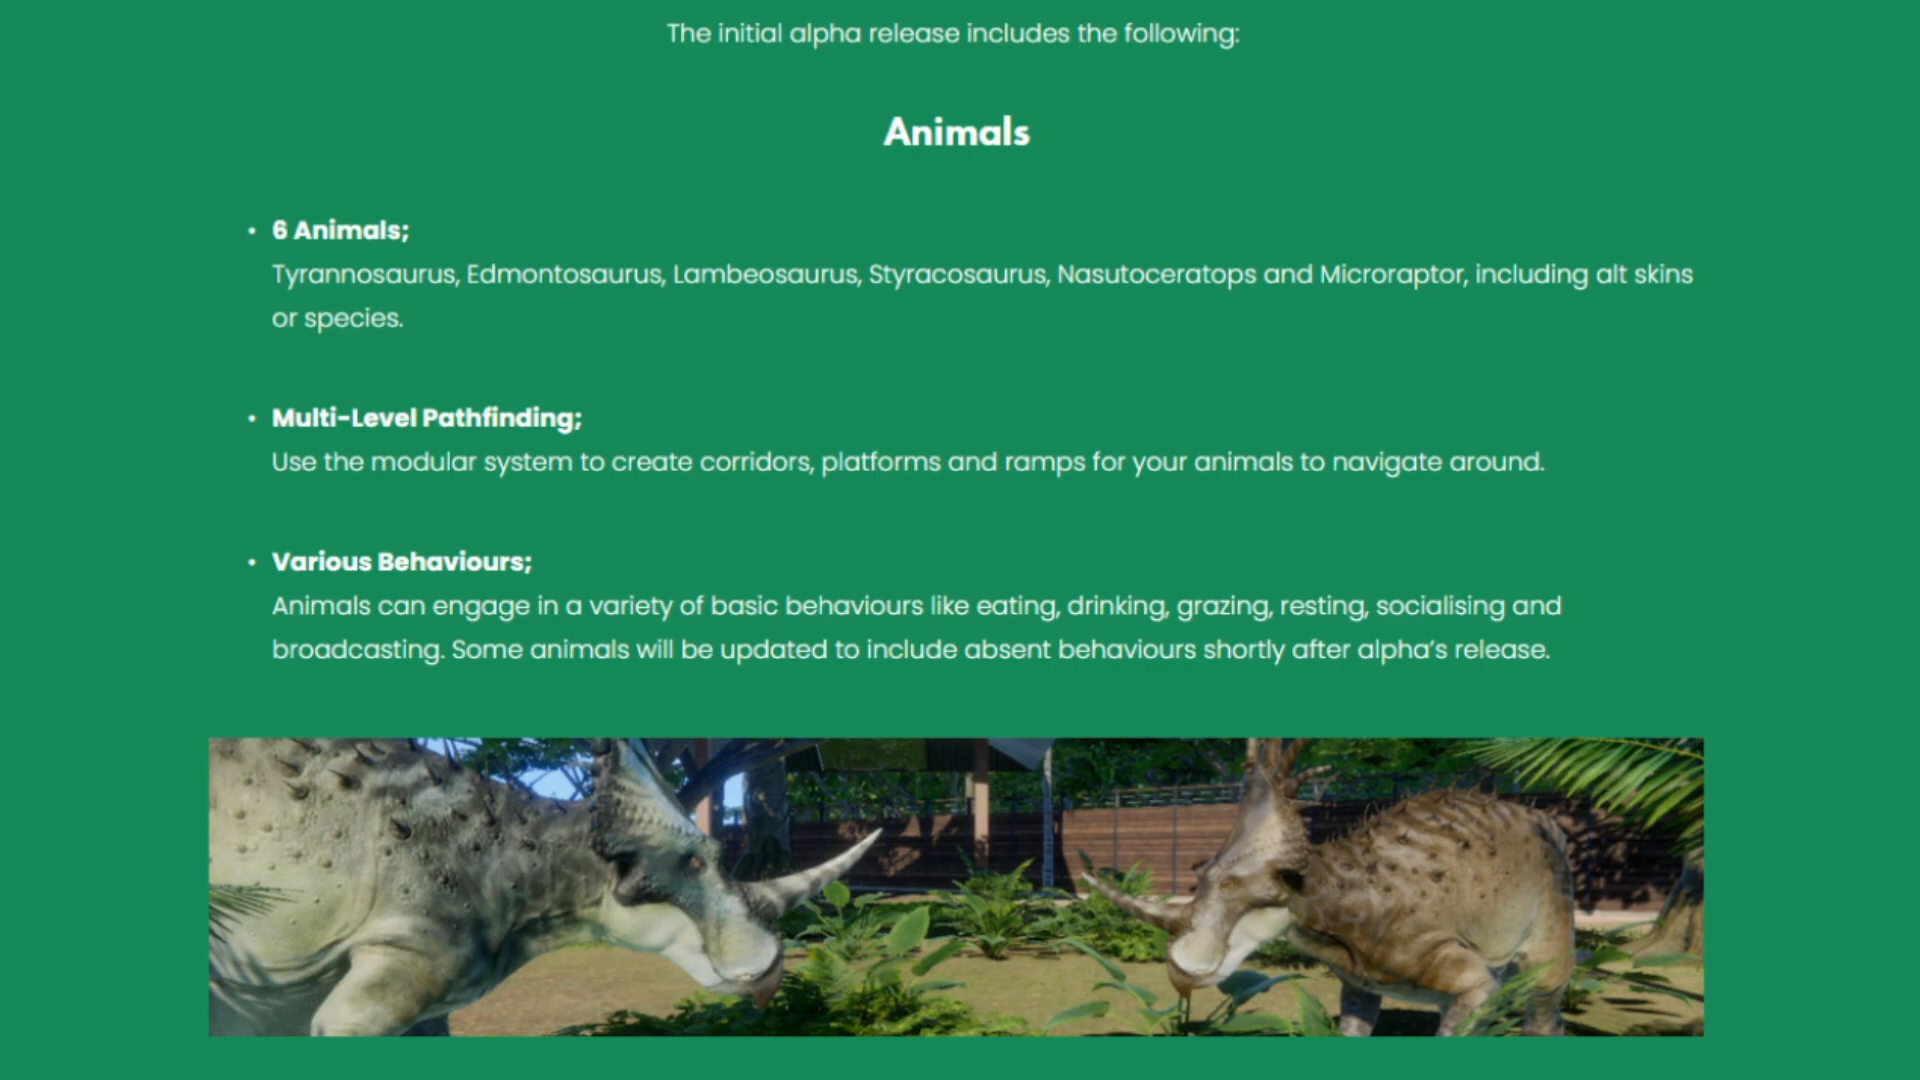 The initial alpha release includes the following:
Animals
• 6 Animals;
Tyrannosaurus, Edmontosaurus, Lambeosaurus, Styracosaurus, Nasutoceratops and Microraptor, including alt skins
or species.
• Multi-Level Pathfinding;
Use the modular system to create corridors, platforms and ramps for your animals to navigate around.
• Various Behaviours;
Animals can engage in a variety of basic behaviours like eating, drinking, grazing, resting, socialising and
broadcasting. Some animals will be updated to include absent behaviours shortly after alpha’s release.